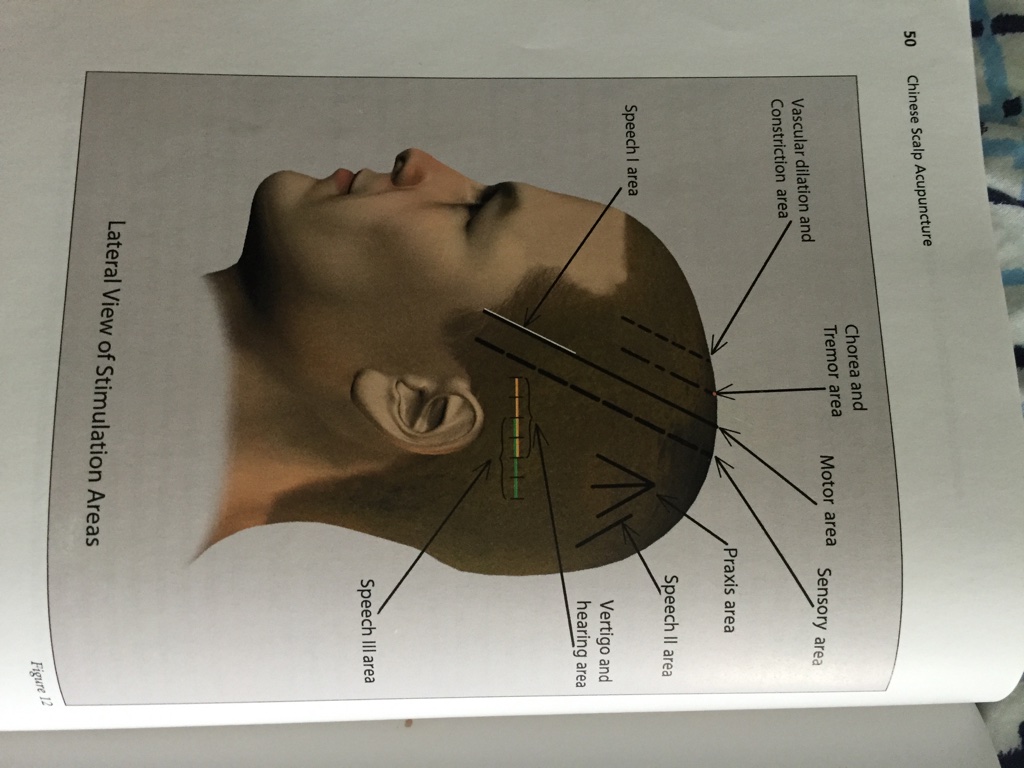 50 Chinese Scalp Acupuncture
Vascular dilation and
Constriction area
Chorea and
Tremor area
Motor area
Sensory area
Speech I area
Praxis area
Speech II area
Vertigo and
hearing area
Speech III area
Lateral View of Stimulation Areas
Figure 12